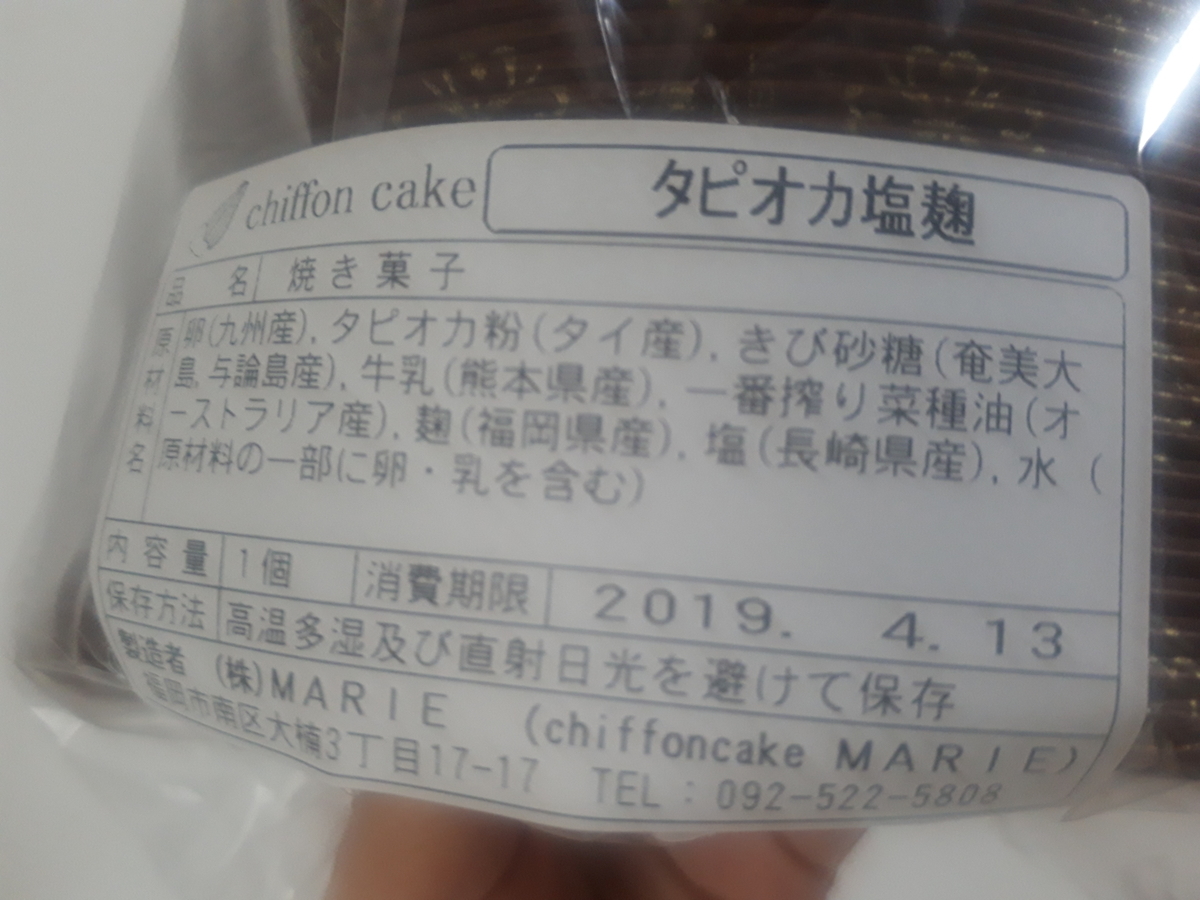 chiffon cake タピオカ塩麹
品名 焼き菓子
原材料名 卵(九州産), タピオカ粉(タイ産), きび砂糖(奄美大
島, 与論島産), 牛乳(熊本県産), 一番搾り菜種油(オ
ーストラリア産), 麹(福岡県産), 塩(長崎県産), 水 (
原材料の一部に卵・乳を含む)
内容量 1個 消費期限 2019. 4. 13
保存方法 高温多湿及び直射日光を避けて保存
製造者 (株)MARIE (chiffoncake MARIE)
福岡市南区大楠3丁目17-17 TEL : 092-522-5808